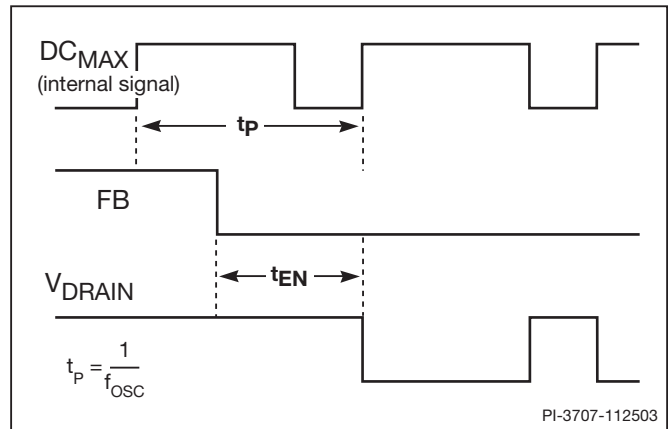 DCMAX
(internal signal)
tP
FB
tEN
VDRAIN
tP = 1/fOSC
PI-3707-112503